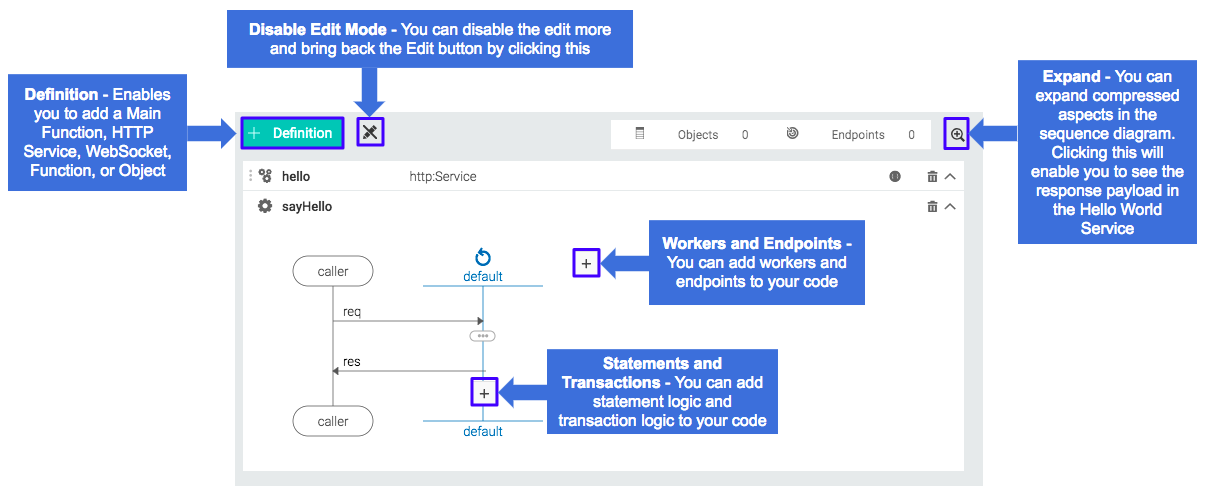 Disable Edit Mode - You can disable the edit more
and bring back the Edit button by clicking this
Definition - Enables
you to add a Main
Function, HTTP
Service, WebSocket,
Function, or Object
Expand - You can
expand compressed
aspects in the
sequence diagram.
Clicking this will
enable you to see the
response payload in
the Hello World
Service
+ Definition
Objects 0 Endpoints 0
hello http:Service
sayHello
Workers and Endpoints -
You can add workers and
endpoints to your code
+
caller
default
req
res
Statements and
Transactions - You can add
statement logic and
transaction logic to your code
+
caller
default